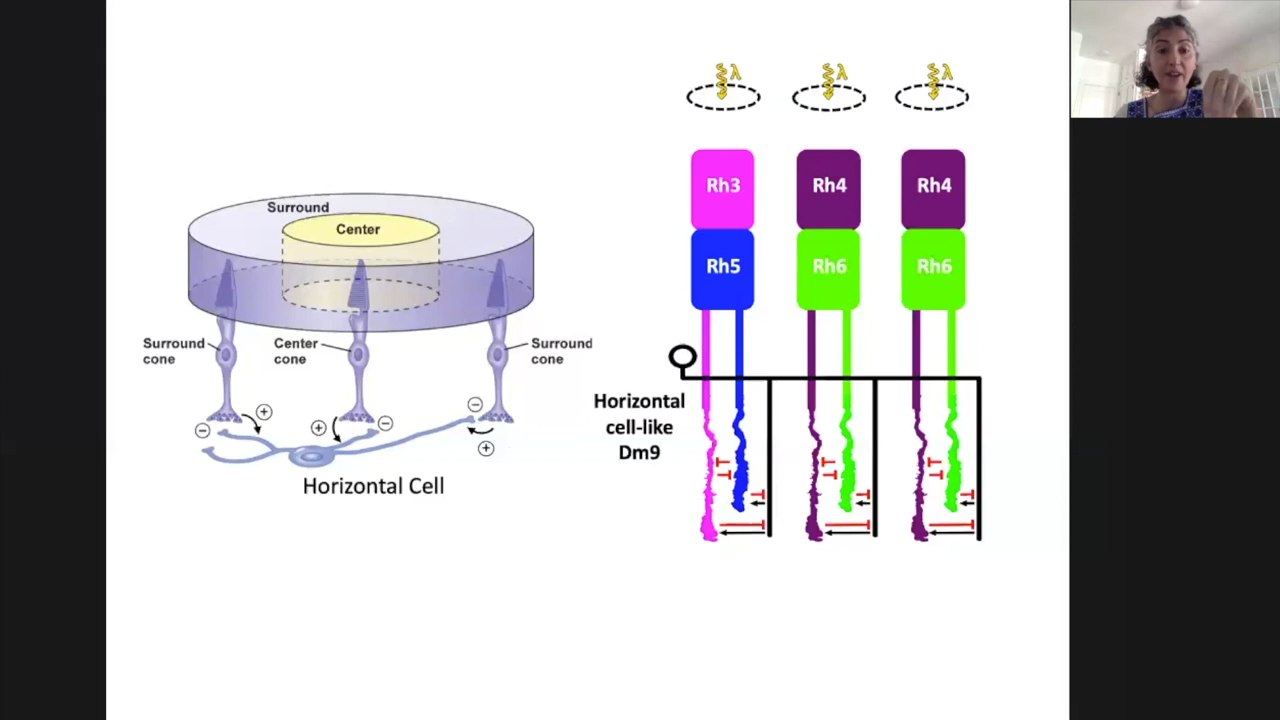 Surround
Center
Surround
cone
Center
cone
Surround
cone
+
−
+
−
−
+
Horizontal Cell
λ
λ
λ
Rh3
Rh4
Rh4
Rh5
Rh6
Rh6
Horizontal
cell-like
Dm9